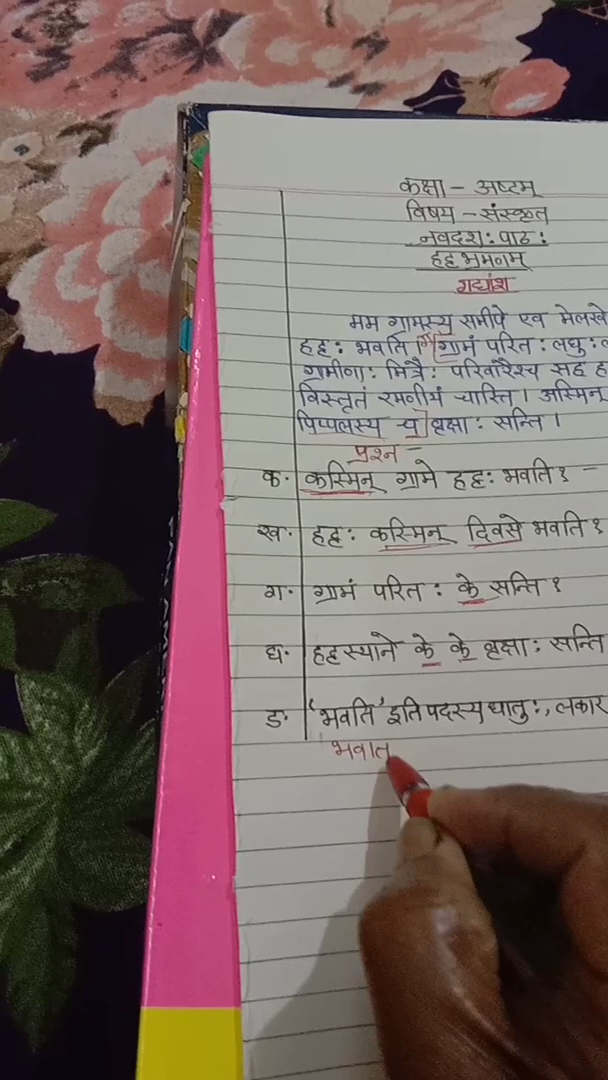 कक्षा - अष्टम्
विषय - संस्कृत
नवदश: पाठ:
हट्ट भ्रमणम्
गद्यांश
मम ग्रामस्य समीपे एव मेलखे
हट्ट: भवति । ग्रामं परित: लघु:
ग्रामीणा: मित्रै: परिवारैश्च सह
विस्तृतं रमणीयं चास्ति । अस्मिन्
पिप्पलस्य च वृक्षा: सन्ति ।
प्रश्न -
क. कस्मिन् ग्रामे हट्ट: भवति ? -
ख. हट्ट: कस्मिन् दिवसे भवति ?
ग. ग्रामं परित: के सन्ति ?
घ. हट्टस्थाने के के वृक्षा: सन्ति
ङ. 'भवति' इति पदस्य धातु:, लकार
भवात